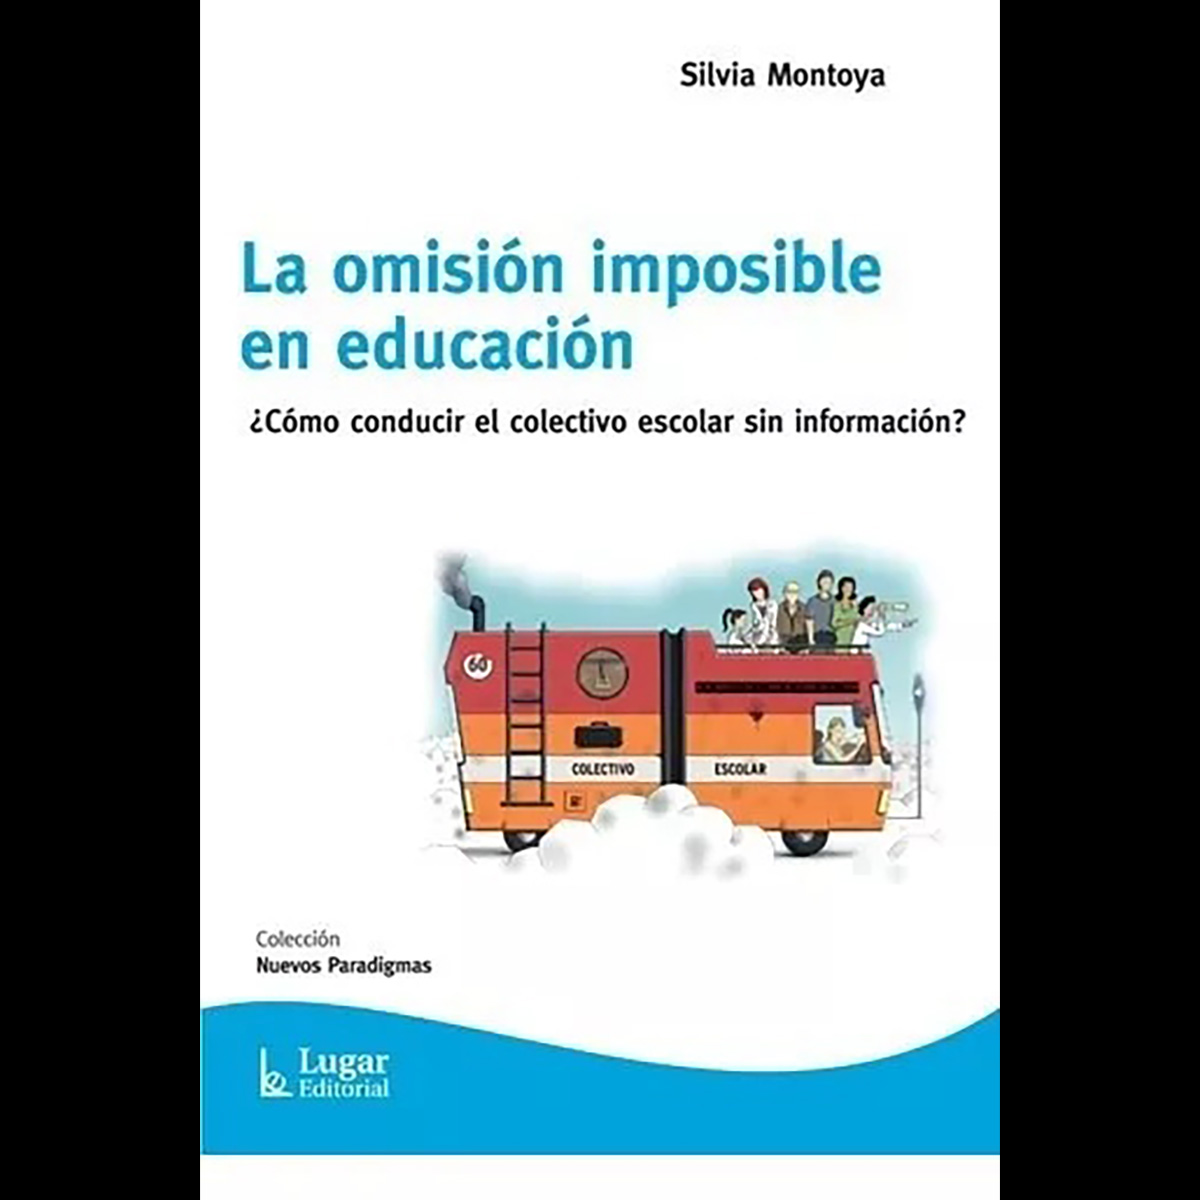 Silvia Montoya
La omisión imposible
en educación
¿Cómo conducir el colectivo escolar sin información?
60
COLECTIVO
ESCOLAR
Colección
Nuevos Paradigmas
Lugar
Editorial